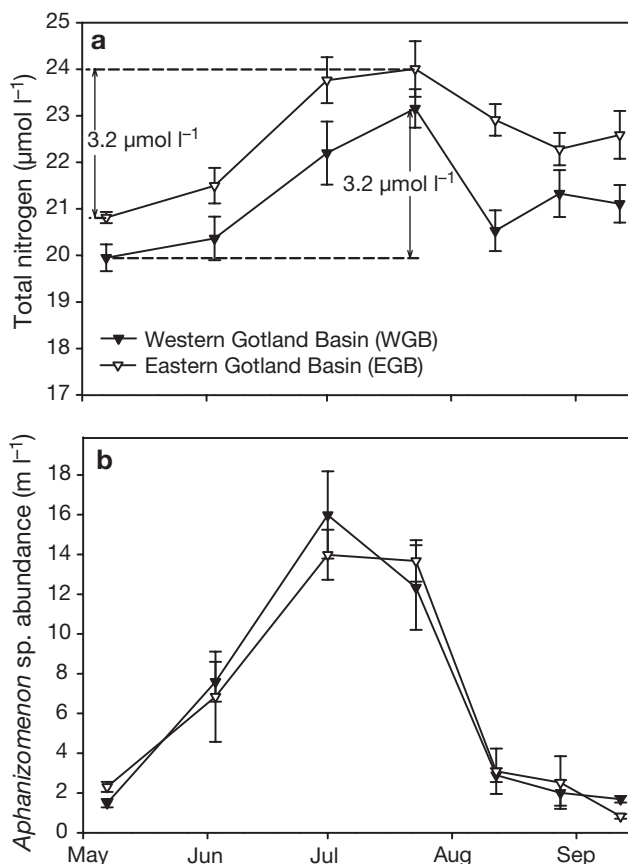 a
Total nitrogen (µmol l⁻¹)
25
24
23
22
21
20
19
18
17
3.2 µmol l⁻¹
3.2 µmol l⁻¹
Western Gotland Basin (WGB)
Eastern Gotland Basin (EGB)
b
Aphanizomenon sp. abundance (m l⁻¹)
18
16
14
12
10
8
6
4
2
0
May Jun Jul Aug Sep